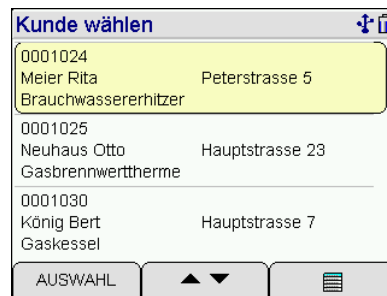 Kunde wählen
0001024
Meier Rita Peterstrasse 5
Brauchwassererhitzer
0001025
Neuhaus Otto Hauptstrasse 23
Gasbrennwerttherme
0001030
König Bert Hauptstrasse 7
Gaskessel
AUSWAHL